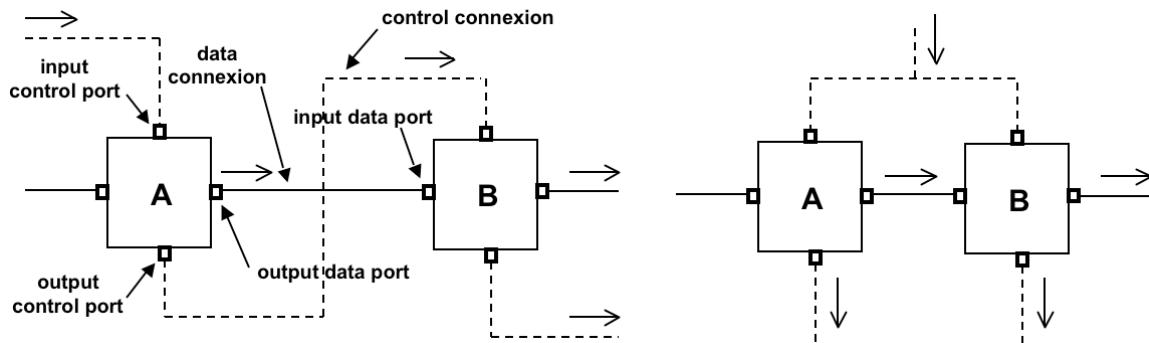 control connexion
data
connexion
input
control port
input data port
A
B
A
B
output data port
output
control port